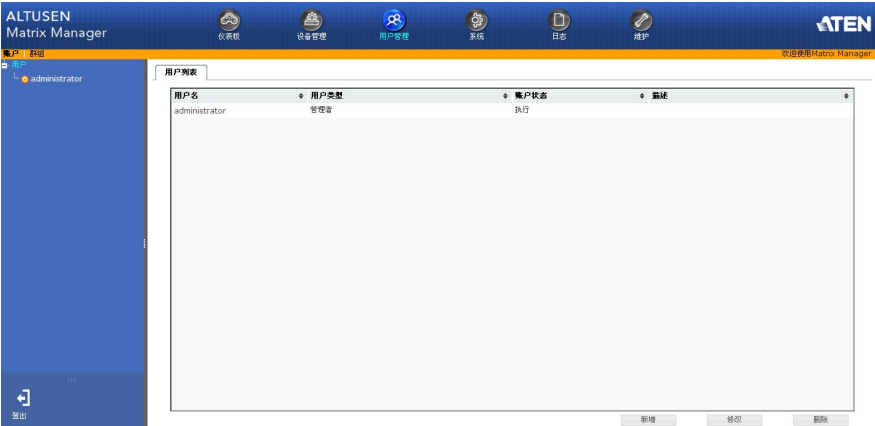 ALTUSEN
Matrix Manager
仪表板 设备管理 用户管理 系统 日志 维护
ATEN
账户 群组 欢迎使用Matrix Manager
用户
administrator
用户列表
用户名 用户类型 账户状态 描述
administrator 管理者 执行
登出
新增 修改 删除